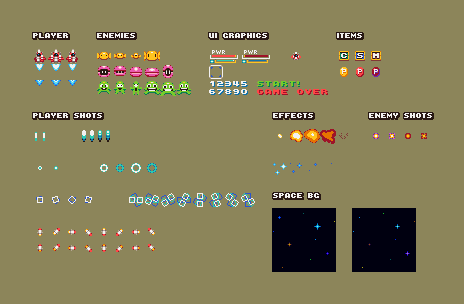 PLAYER ENEMIES UI GRAPHICS ITEMS
PWR PWR C S M
12345 START! P P P
67890 GAME OVER
PLAYER SHOTS EFFECTS ENEMY SHOTS
SPACE BG